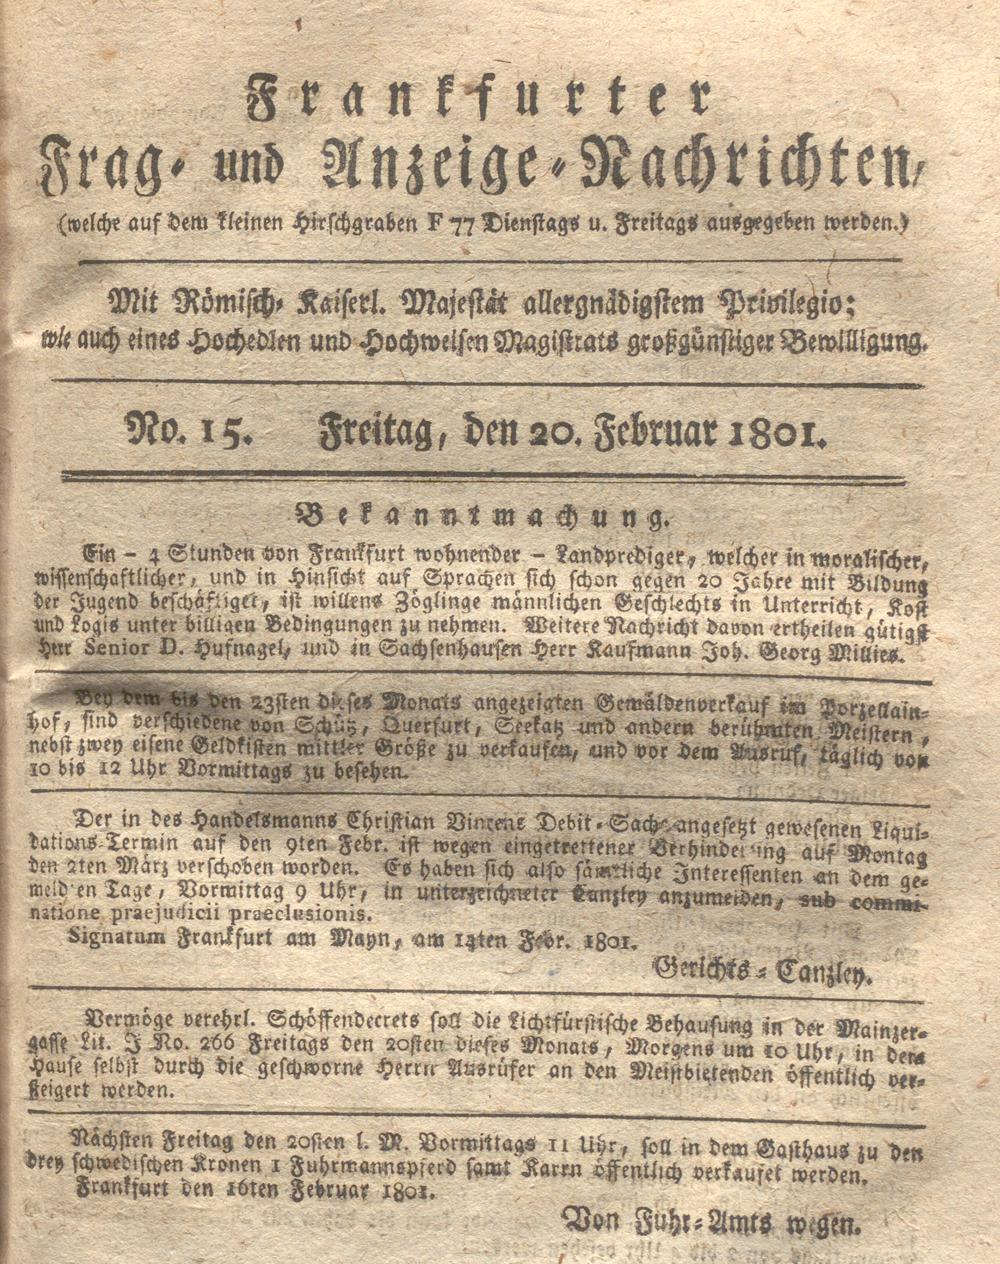 Frankfurter
Frag- und Anzeige-Nachrichten,
(welche auf dem kleinen Hirschgraben F 77 Dienstags u. Freitags ausgegeben werden.)
Mit Römisch- Kaiserl. Majestät allergnädigstem Privilegio;
wie auch eines Hochedlen und Hochweisen Magistrats großgünstiger Bewilligung.
No. 15. Freitag, den 20. Februar 1801.
Bekanntmachung.
Ein – 4 Stunden von Frankfurt wohnender – Landprediger, welcher in moralischer,
wissenschaftlicher, und in Hinsicht auf Sprachen sich schon gegen 20 Jahre mit Bildung
der Jugend beschäftiget, ist willens Zöglinge männlichen Geschlechts in Unterricht, Kost
und Logis unter billigen Bedingungen zu nehmen. Weitere Nachricht davon ertheilen gütigst
Herr Senior D. Hufnagel, und in Sachsenhausen Herr Kaufmann Joh. Georg Millies.
Bey dem bis den 23sten dieses Monats angezeigten Gemäldenverkauf im Porzellain-
hof, sind verschiedene von Schütz, Querfurt, Seekatz und andern berühmten Meistern,
nebst zwey eisene Geldkisten mittler Größe zu verkaufen, und vor dem Ausruf, täglich von
10 bis 12 Uhr Vormittags zu besehen.
Der in des Handelsmanns Christian Vincens Debit-Sache angesetzt gewesenen Liqui-
dations-Termin auf den 9ten Febr. ist wegen eingetrettener Verhinderung auf Montag
den 2ten März verschoben worden. Es haben sich also sämtliche Interessenten an dem ge-
meldten Tage, Vormittag 9 Uhr, in unterzeichneter Canzley anzumelden, sub commi-
natione praejudicii praeclusionis.
Signatum Frankfurt am Mayn, am 14ten Febr. 1801.
Gerichts-Canzley.
Vermöge verehrl. Schöffendecrets soll die Lichtfürstische Behausung in der Mainzer-
gasse Lit. J No. 266 Freitags den 20sten dieses Monats, Morgens um 10 Uhr, in dem
Hause selbst durch die geschworne Herrn Ausrüfer an den Meistbietenden öffentlich ver-
steigert werden.
Nächsten Freitag den 20sten l. M. Vormittags 11 Uhr, soll in dem Gasthaus zu den
drey schwedischen Kronen 1 Fuhrmannspferd samt Karrn öffentlich verkaufet werden.
Frankfurt den 16ten Februar 1801.
Von Fuhr-Amts wegen.